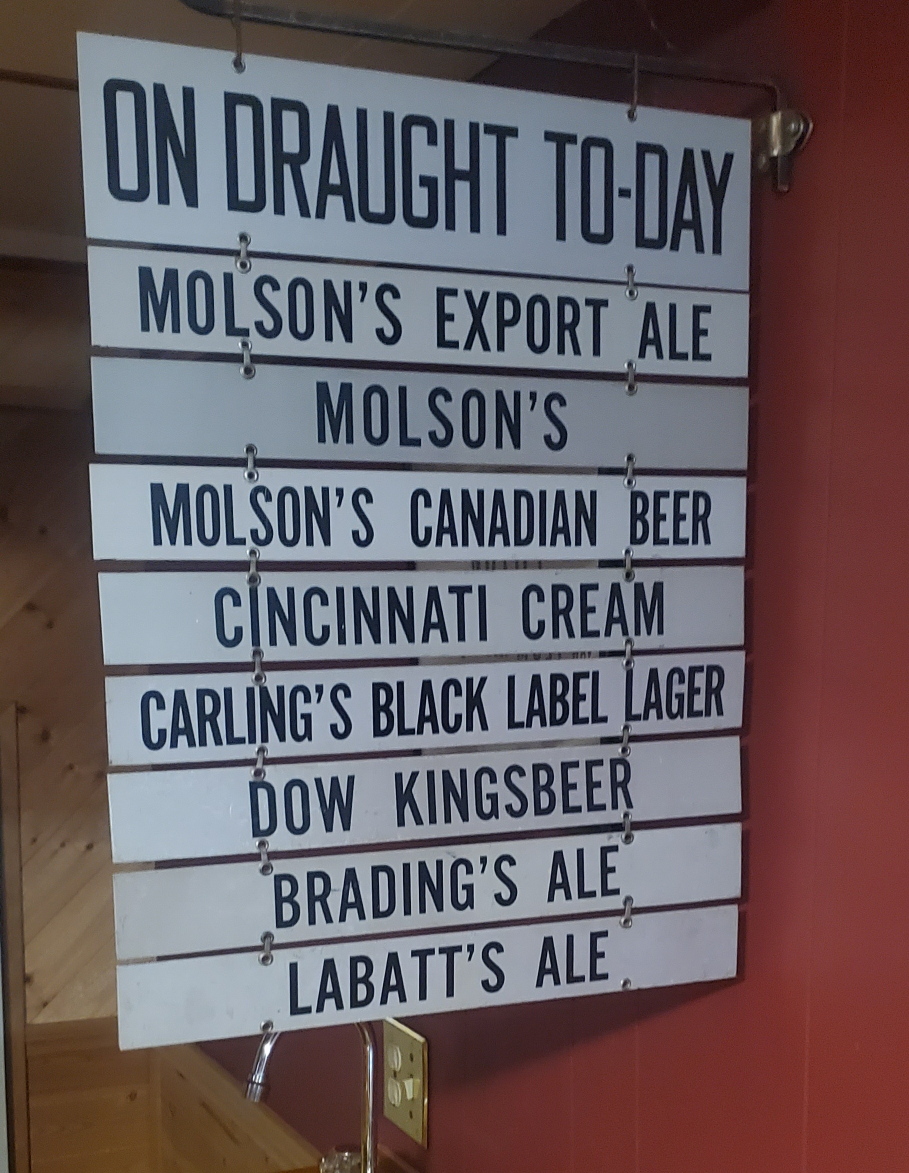 ON DRAUGHT TO-DAY
MOLSON'S EXPORT ALE
MOLSON'S
MOLSON'S CANADIAN BEER
CINCINNATI CREAM
CARLING'S BLACK LABEL LAGER
DOW KINGSBEER
BRADING'S ALE
LABATT'S ALE